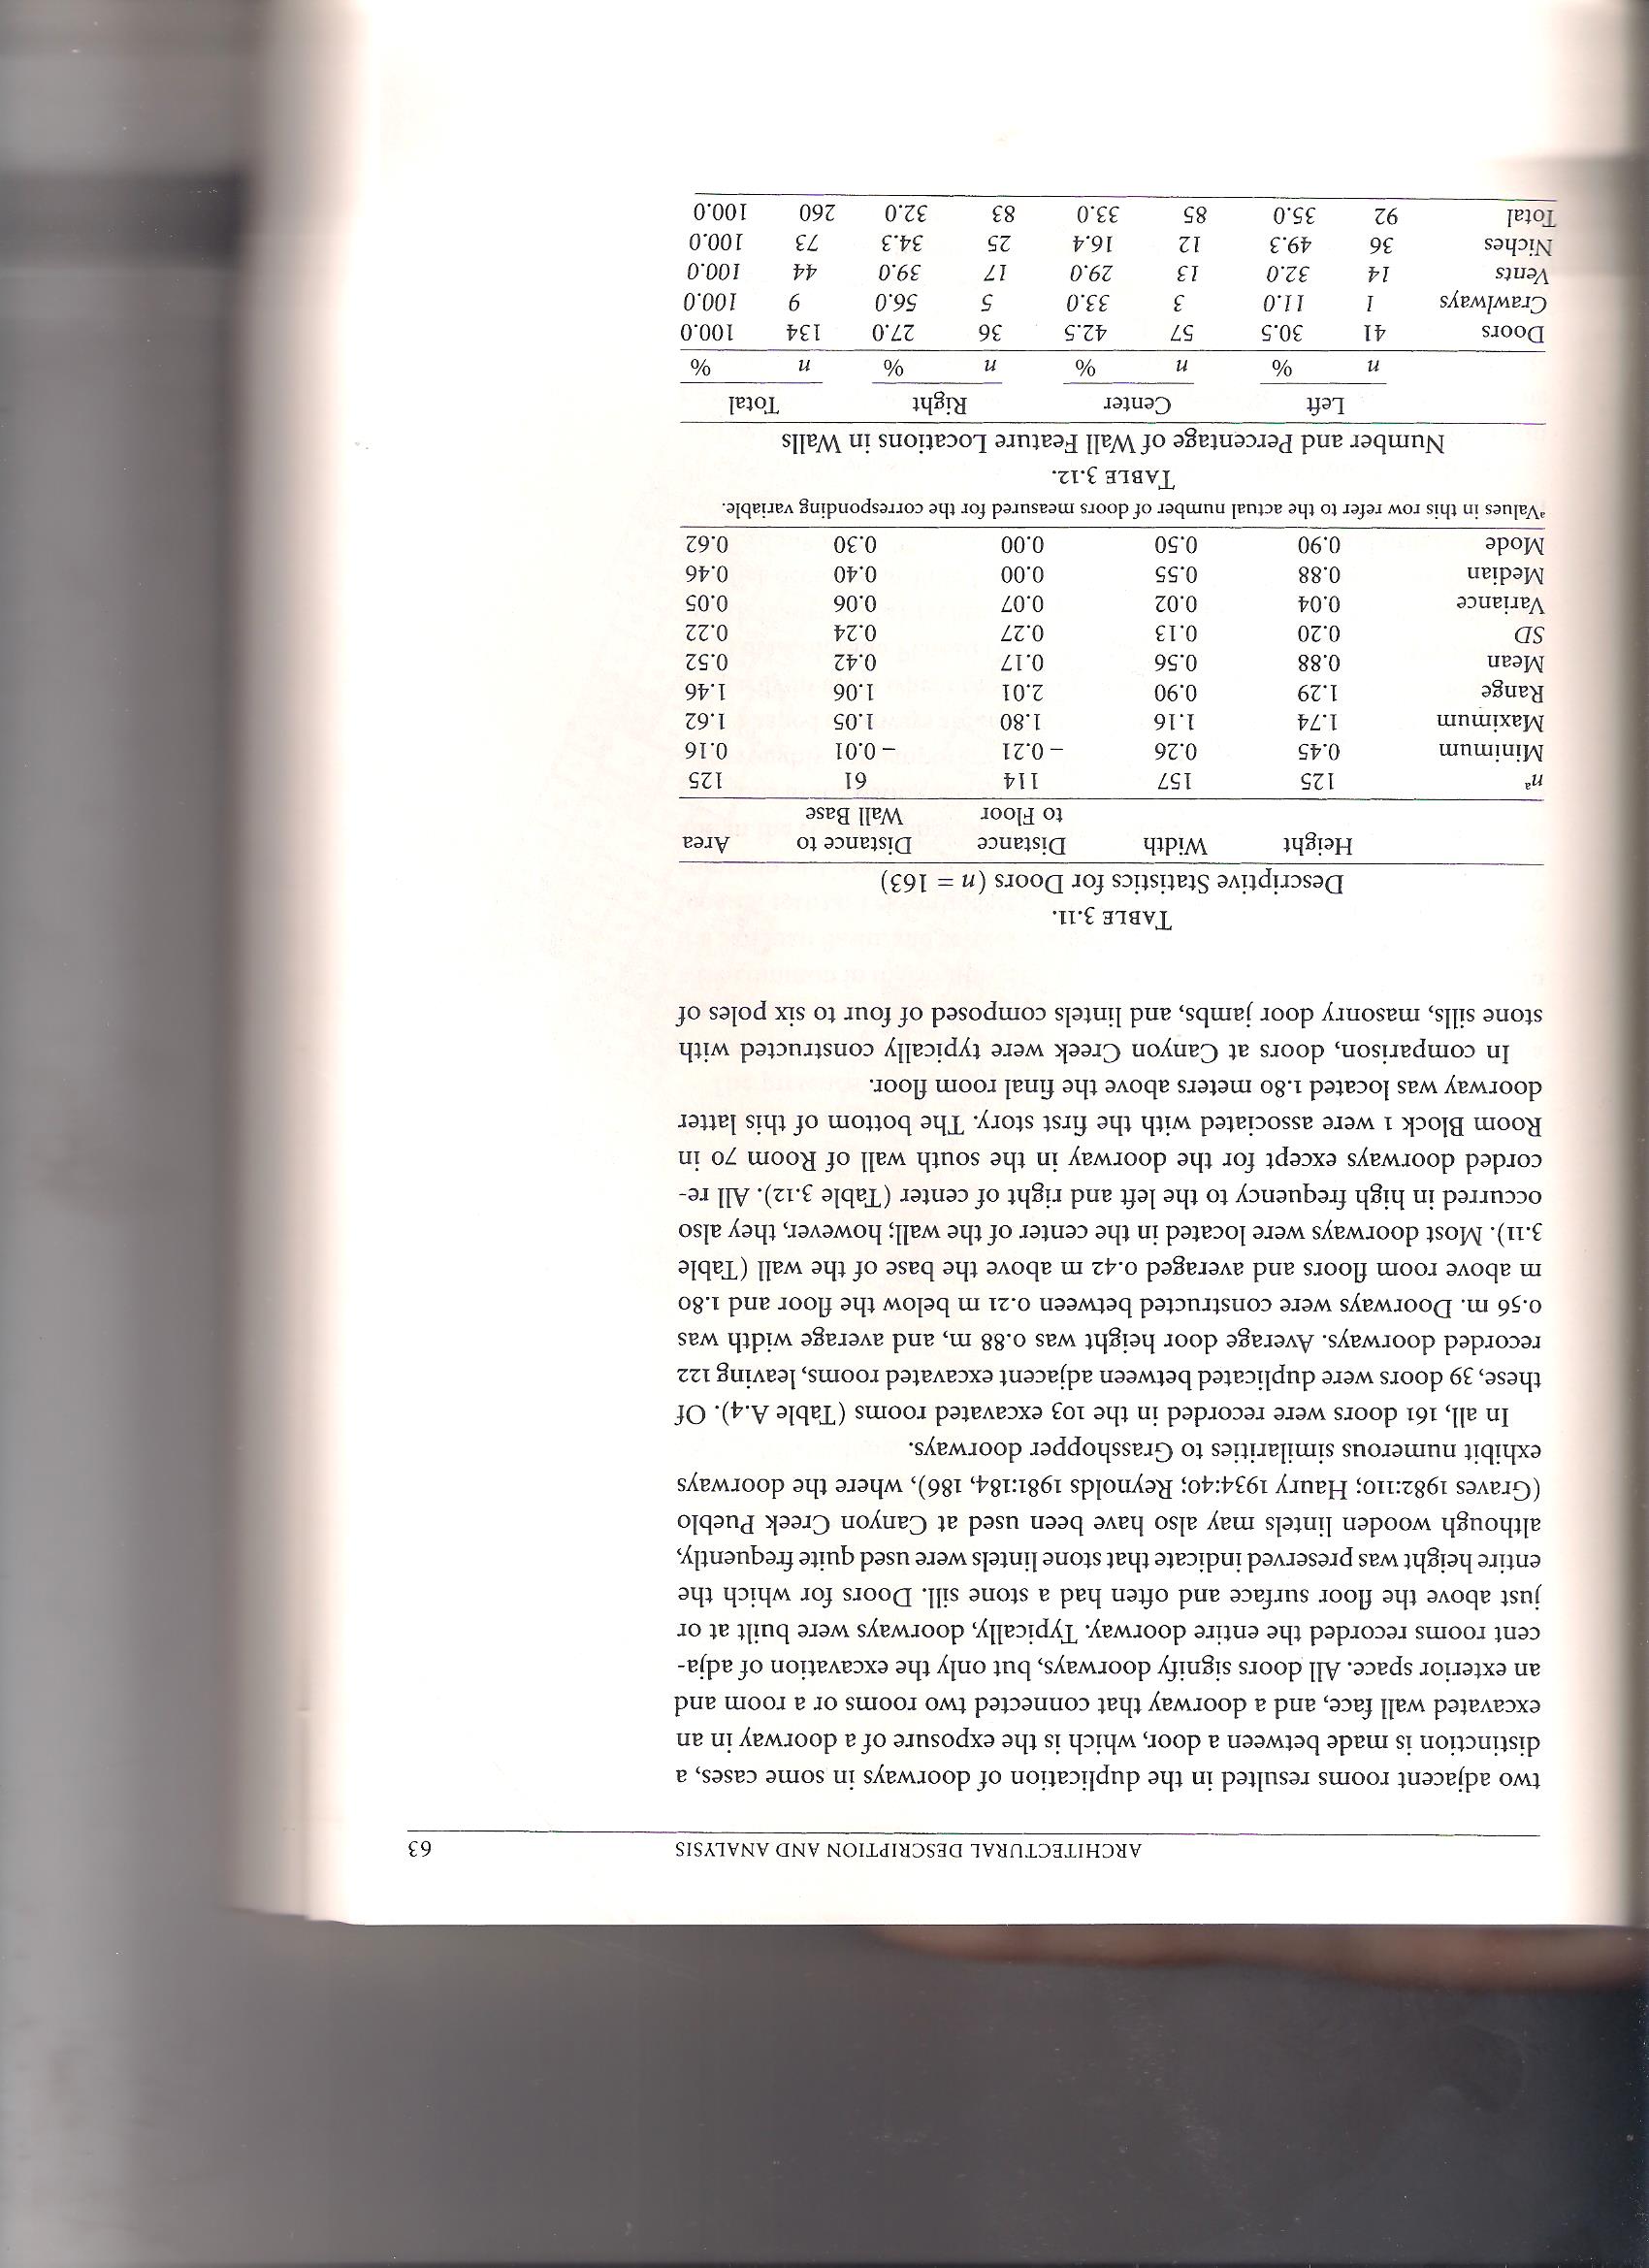 ARCHITECTURAL DESCRIPTION AND ANALYSIS 63
two adjacent rooms resulted in the duplication of doorways in some cases, a
distinction is made between a door, which is the exposure of a doorway in an
excavated wall face, and a doorway that connected two rooms or a room and
an exterior space. All doors signify doorways, but only the excavation of adja-
cent rooms recorded the entire doorway. Typically, doorways were built at or
just above the floor surface and often had a stone sill. Doors for which the
entire height was preserved indicate that stone lintels were used quite frequently,
although wooden lintels may also have been used at Canyon Creek Pueblo
(Graves 1982:110; Haury 1934:40; Reynolds 1981:184, 186), where the doorways
exhibit numerous similarities to Grasshopper doorways.
In all, 161 doors were recorded in the 103 excavated rooms (Table A.4). Of
these, 39 doors were duplicated between adjacent excavated rooms, leaving 122
recorded doorways. Average door height was 0.88 m, and average width was
0.56 m. Doorways were constructed between 0.21 m below the floor and 1.80
m above room floors and averaged 0.42 m above the base of the wall (Table
3.11). Most doorways were located in the center of the wall; however, they also
occurred in high frequency to the left and right of center (Table 3.12). All re-
corded doorways except for the doorway in the south wall of Room 70 in
Room Block 1 were associated with the first story. The bottom of this latter
doorway was located 1.80 meters above the final room floor.
In comparison, doors at Canyon Creek were typically constructed with
stone sills, masonry door jambs, and lintels composed of four to six poles of
TABLE 3.11.
Descriptive Statistics for Doors (n = 163)
Height Width Distance to Floor Distance to Wall Base Area
nᵃ 125 157 114 61 125
Minimum 0.45 0.26 – 0.21 – 0.01 0.16
Maximum 1.74 1.16 1.80 1.05 1.62
Range 1.29 0.90 2.01 1.06 1.46
Mean 0.88 0.56 0.17 0.42 0.52
SD 0.20 0.13 0.27 0.24 0.22
Variance 0.04 0.02 0.07 0.06 0.05
Median 0.88 0.55 0.00 0.40 0.46
Mode 0.90 0.50 0.00 0.30 0.62
ᵃValues in this row refer to the actual number of doors measured for the corresponding variable.
TABLE 3.12.
Number and Percentage of Wall Feature Locations in Walls
Left Center Right Total
n % n % n % n %
Doors 41 30.5 57 42.5 36 27.0 134 100.0
Crawlways 1 11.0 3 33.0 5 56.0 9 100.0
Vents 14 32.0 13 29.0 17 39.0 44 100.0
Niches 36 49.3 12 16.4 25 34.3 73 100.0
Total 92 35.0 85 33.0 83 32.0 260 100.0